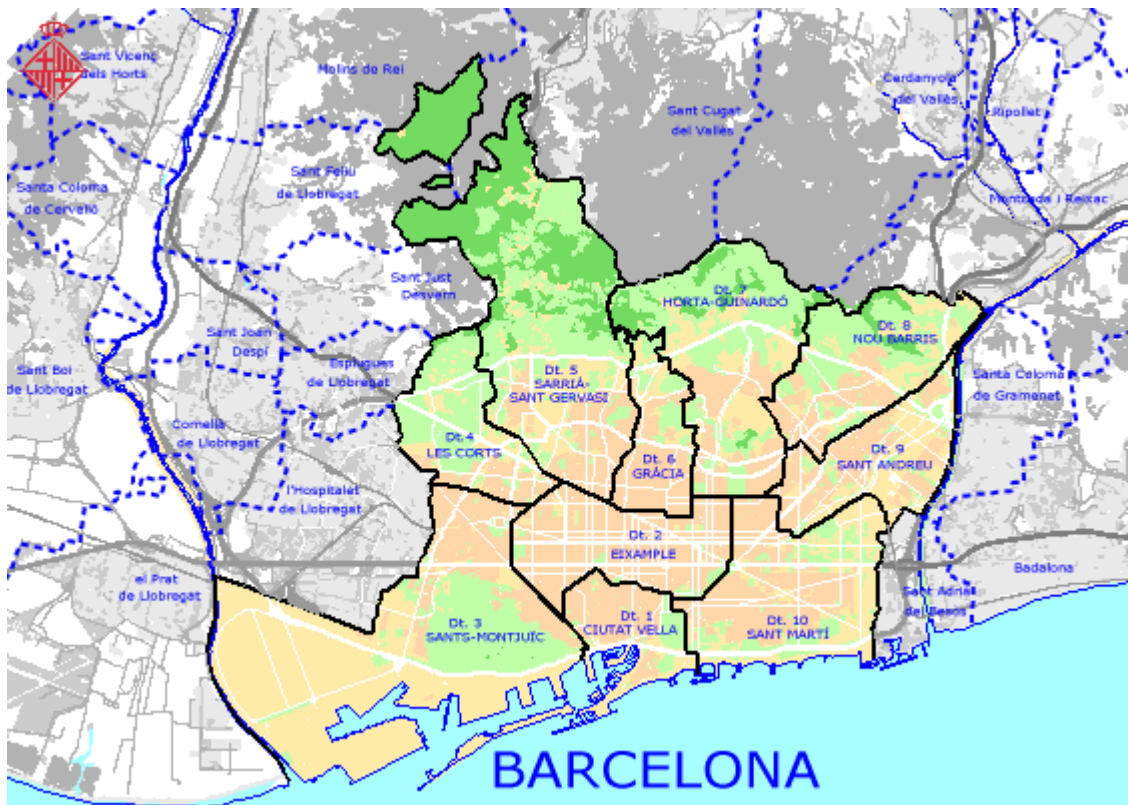 Sant Vicenç
dels Horts
Molins de Rei
Cerdanyola
del Vallès
Ripollet
Sant Cugat
del Vallès
Sant Feliu
de Llobregat
Santa Coloma
de Cervelló
Montcada i Reixac
Sant Just
Desvern
Dt. 7
HORTA-GUINARDÓ
Dt. 8
NOU BARRIS
Sant Joan
Despí
Esplugues
de Llobregat
Sant Boi
de Llobregat
Dt. 5
SARRIÀ-
SANT GERVASI
Santa Coloma
de Gramenet
Cornellà
de Llobregat
Dt.4
LES CORTS
Dt. 6
GRÀCIA
Dt. 9
SANT ANDREU
l'Hospitalet
de Llobregat
Dt. 2
EIXAMPLE
el Prat
de Llobregat
Badalona
Sant Adrià
del Besòs
Dt. 3
SANTS-MONTJUÏC
Dt. 1
CIUTAT VELLA
Dt. 10
SANT MARTÍ
BARCELONA